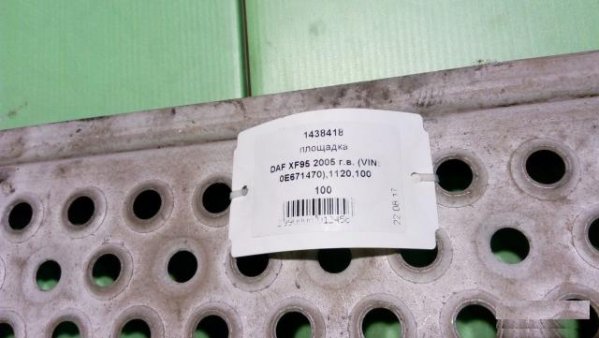 1438418
площадка
DAF XF95 2005 г.в. (VIN:
0E671470),1120,100
100
22 08 17